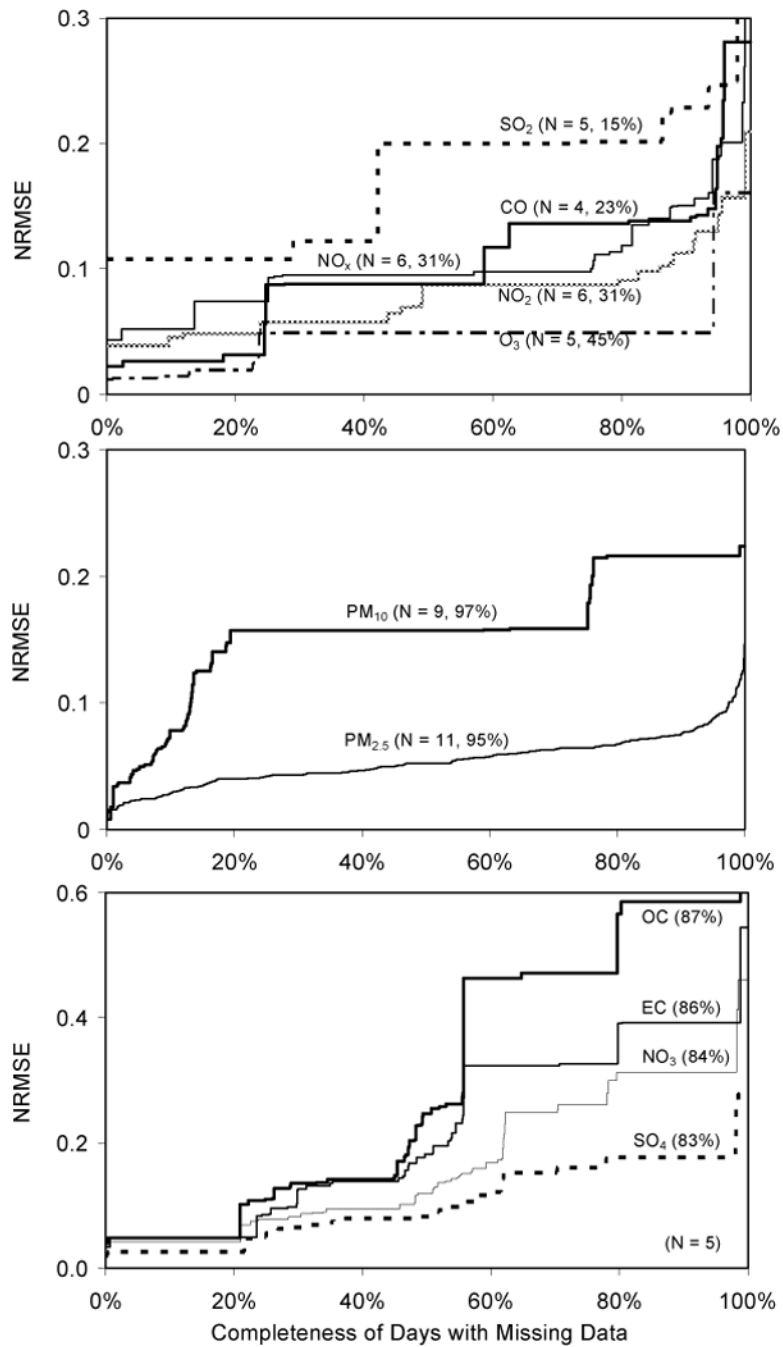 0.3
SO₂ (N = 5, 15%)
0.2
NRMSE
CO (N = 4, 23%)
NOₓ (N = 6, 31%)
0.1
NO₂ (N = 6, 31%)
O₃ (N = 5, 45%)
0
0% 20% 40% 60% 80% 100%
0.3
0.2
NRMSE
PM₁₀ (N = 9, 97%)
0.1
PM₂.₅ (N = 11, 95%)
0
0% 20% 40% 60% 80% 100%
0.6
OC (87%)
EC (86%)
0.4
NO₃ (84%)
NRMSE
0.2
SO₄ (83%)
(N = 5)
0.0
0% 20% 40% 60% 80% 100%
Completeness of Days with Missing Data